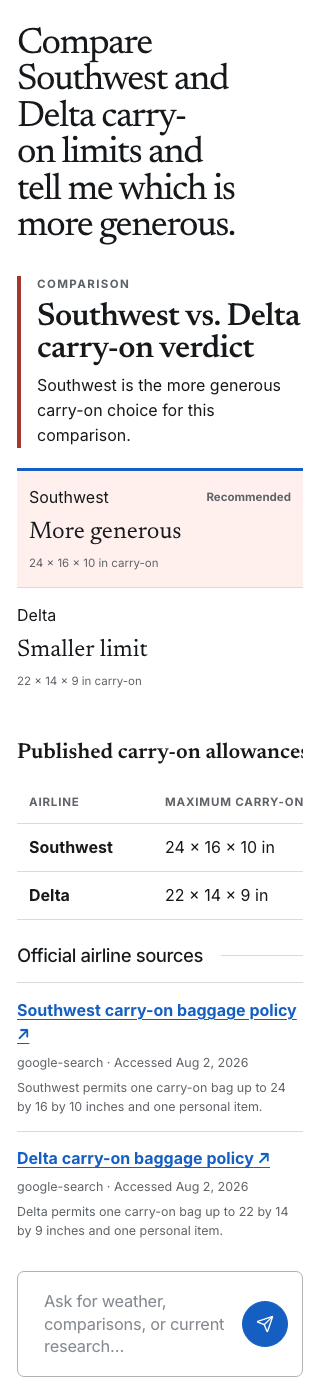 Compare
Southwest and
Delta carry-
on limits and
tell me which is
more generous.
COMPARISON
Southwest vs. Delta
carry-on verdict
Southwest is the more generous
carry-on choice for this
comparison.
Southwest
Recommended
More generous
24 × 16 × 10 in carry-on
Delta
Smaller limit
22 × 14 × 9 in carry-on
Published carry-on allowances
AIRLINE MAXIMUM CARRY-ON
Southwest 24 × 16 × 10 in
Delta 22 × 14 × 9 in
Official airline sources
Southwest carry-on baggage policy
↗
google-search · Accessed Aug 2, 2026
Southwest permits one carry-on bag up to 24
by 16 by 10 inches and one personal item.
Delta carry-on baggage policy ↗
google-search · Accessed Aug 2, 2026
Delta permits one carry-on bag up to 22 by 14
by 9 inches and one personal item.
Ask for weather,
comparisons, or current
research...